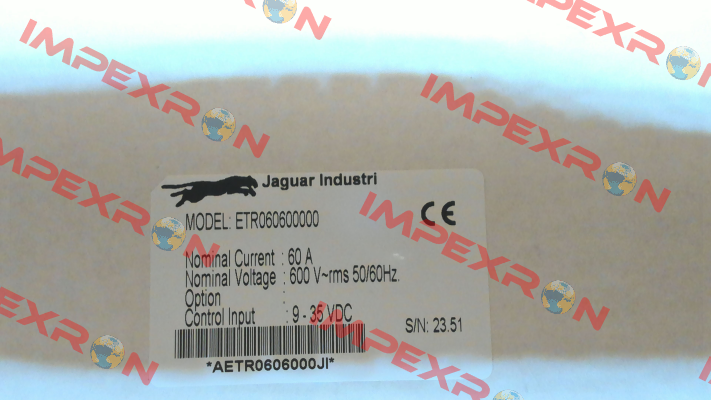 Jaguar Industri
MODEL: ETR060600000
CE
Nominal Current : 60 A
Nominal Voltage : 600 V~rms 50/60Hz.
Option :
Control Input : 9 - 35 VDC
S/N: 23.51
*AETR0606000JI*
IMPEXRON
IMPEXRON
IMPEXRON
IMPEXRON
IMPEXRON
IMPEXRON
IMPEXRON